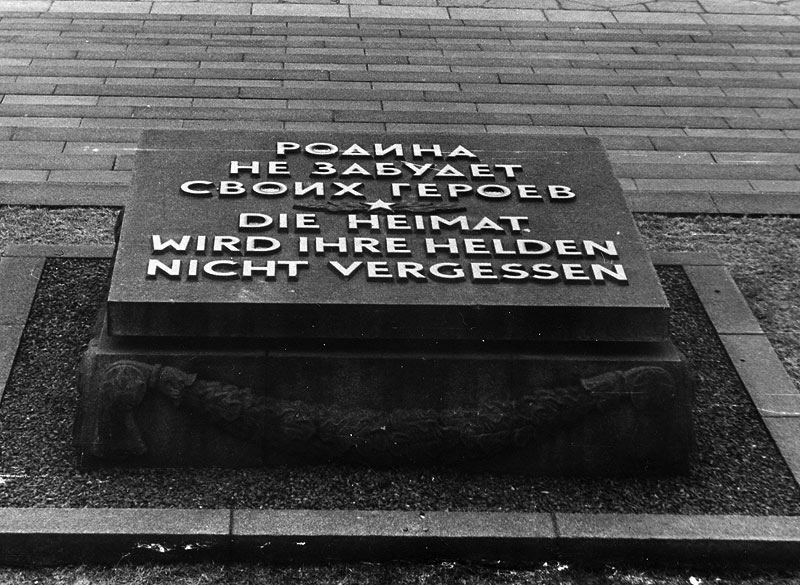 РОДИНА
НЕ ЗАБУДЕТ
СВОИХ ГЕРОЕВ
DIE HEIMAT
WIRD IHRE HELDEN
NICHT VERGESSEN